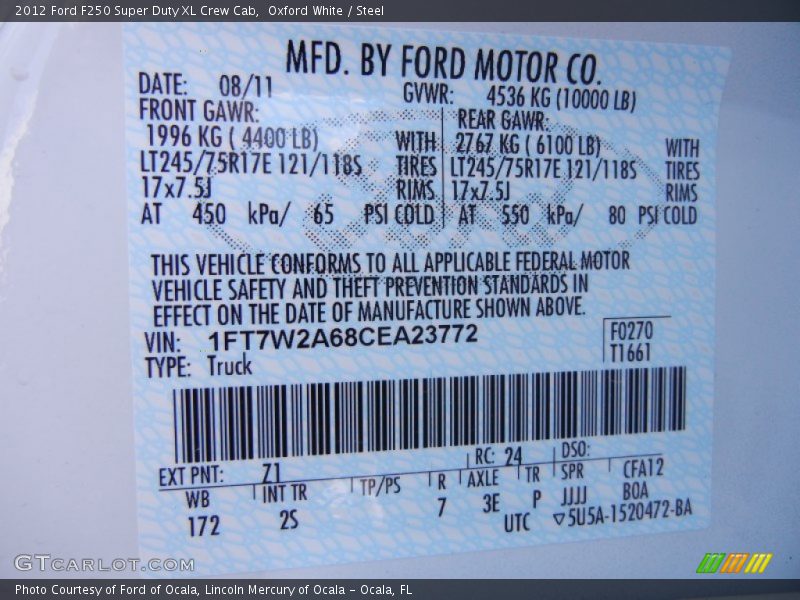 2012 Ford F250 Super Duty XL Crew Cab,  Oxford White / Steel
MFD. BY FORD MOTOR CO.
DATE: 08/11 GVWR: 4536 KG (10000 LB)
FRONT GAWR: REAR GAWR:
1996 KG ( 4400 LB) WITH 2767 KG ( 6100 LB) WITH
LT245/75R17E 121/118S TIRES LT245/75R17E 121/118S TIRES
17x7.5J RIMS 17x7.5J RIMS
AT 450 kPa/ 65 PSI COLD AT 550 kPa/ 80 PSI COLD
THIS VEHICLE CONFORMS TO ALL APPLICABLE FEDERAL MOTOR
VEHICLE SAFETY AND THEFT PREVENTION STANDARDS IN
EFFECT ON THE DATE OF MANUFACTURE SHOWN ABOVE.
VIN: 1FT7W2A68CEA23772 F0270
TYPE: Truck T1661
EXT PNT: Z1 RC: 24 DSO:
WB INT TR TP/PS R AXLE TR SPR CFA12
172 2S 7 3E P JJJJ BOA
UTC ▽5U5A-1520472-BA
GTCARLOT.COM
Photo Courtesy of Ford of Ocala, Lincoln Mercury of Ocala – Ocala, FL